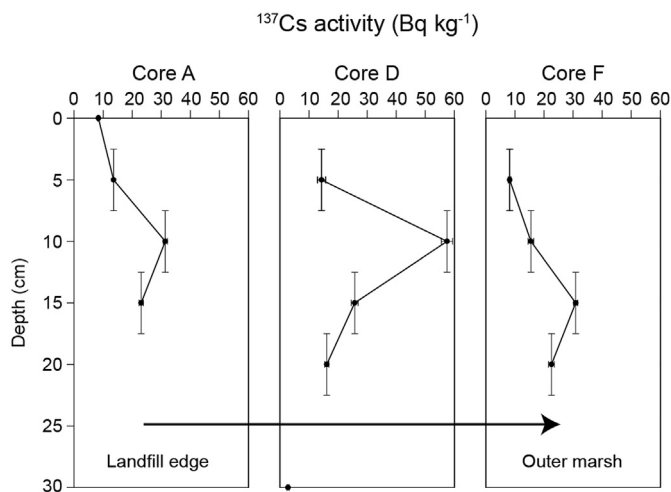 ¹³⁷Cs activity (Bq kg⁻¹)
Core A Core D Core F
0 10 20 30 40 50 60 0 10 20 30 40 50 60 0 10 20 30 40 50 60
0
5
10
15
20
25
30
Depth (cm)
Landfill edge Outer marsh